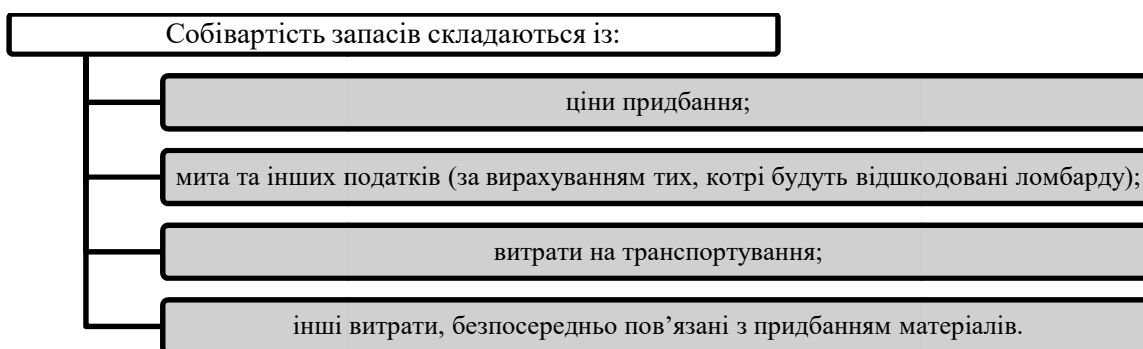 Собівартість запасів складаються із:
ціни придбання;
мита та інших податків (за вирахуванням тих, котрі будуть відшкодовані ломбарду);
витрати на транспортування;
інші витрати, безпосередньо пов’язані з придбанням матеріалів.